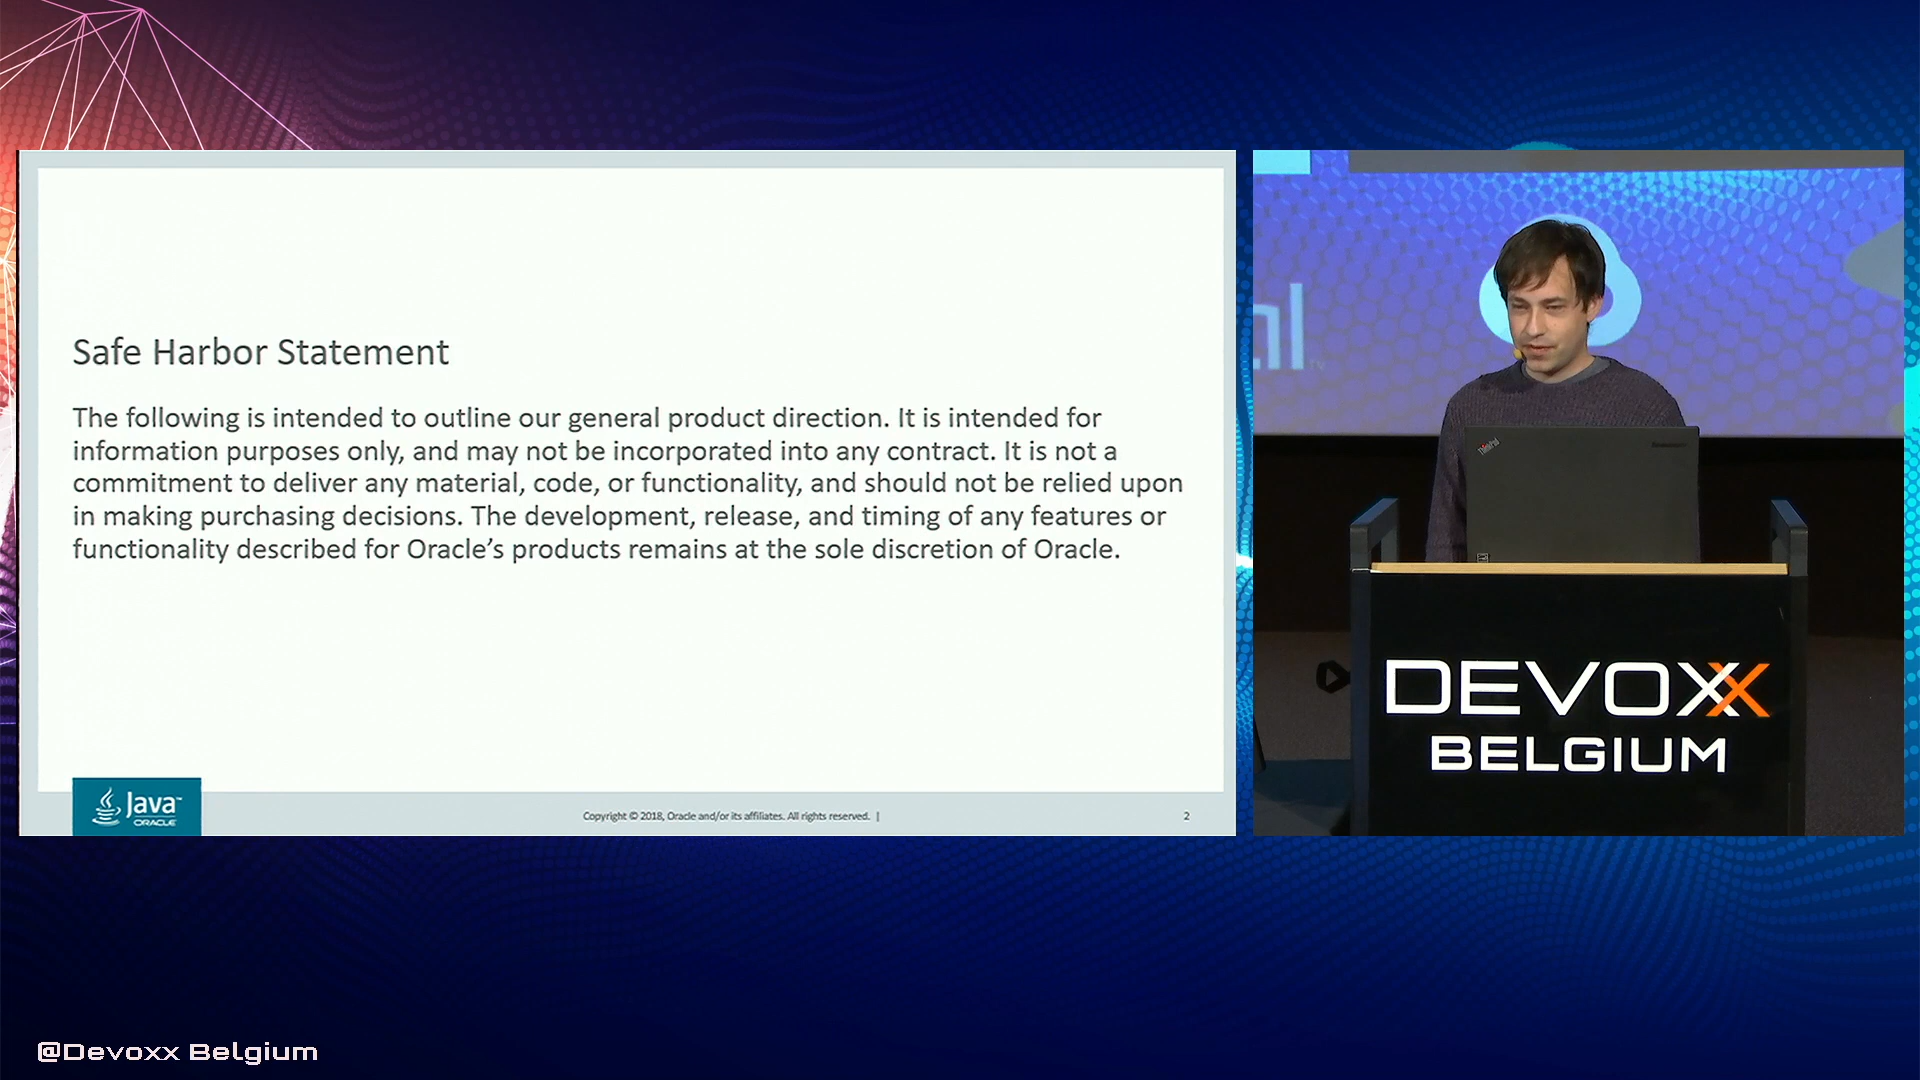 Safe Harbor Statement
The following is intended to outline our general product direction. It is intended for
information purposes only, and may not be incorporated into any contract. It is not a
commitment to deliver any material, code, or functionality, and should not be relied upon
in making purchasing decisions. The development, release, and timing of any features or
functionality described for Oracle’s products remains at the sole discretion of Oracle.
Java™
ORACLE
Copyright © 2018, Oracle and/or its affiliates. All rights reserved. |
2
ThinkPad
DEVOXX
BELGIUM
@Devoxx Belgium